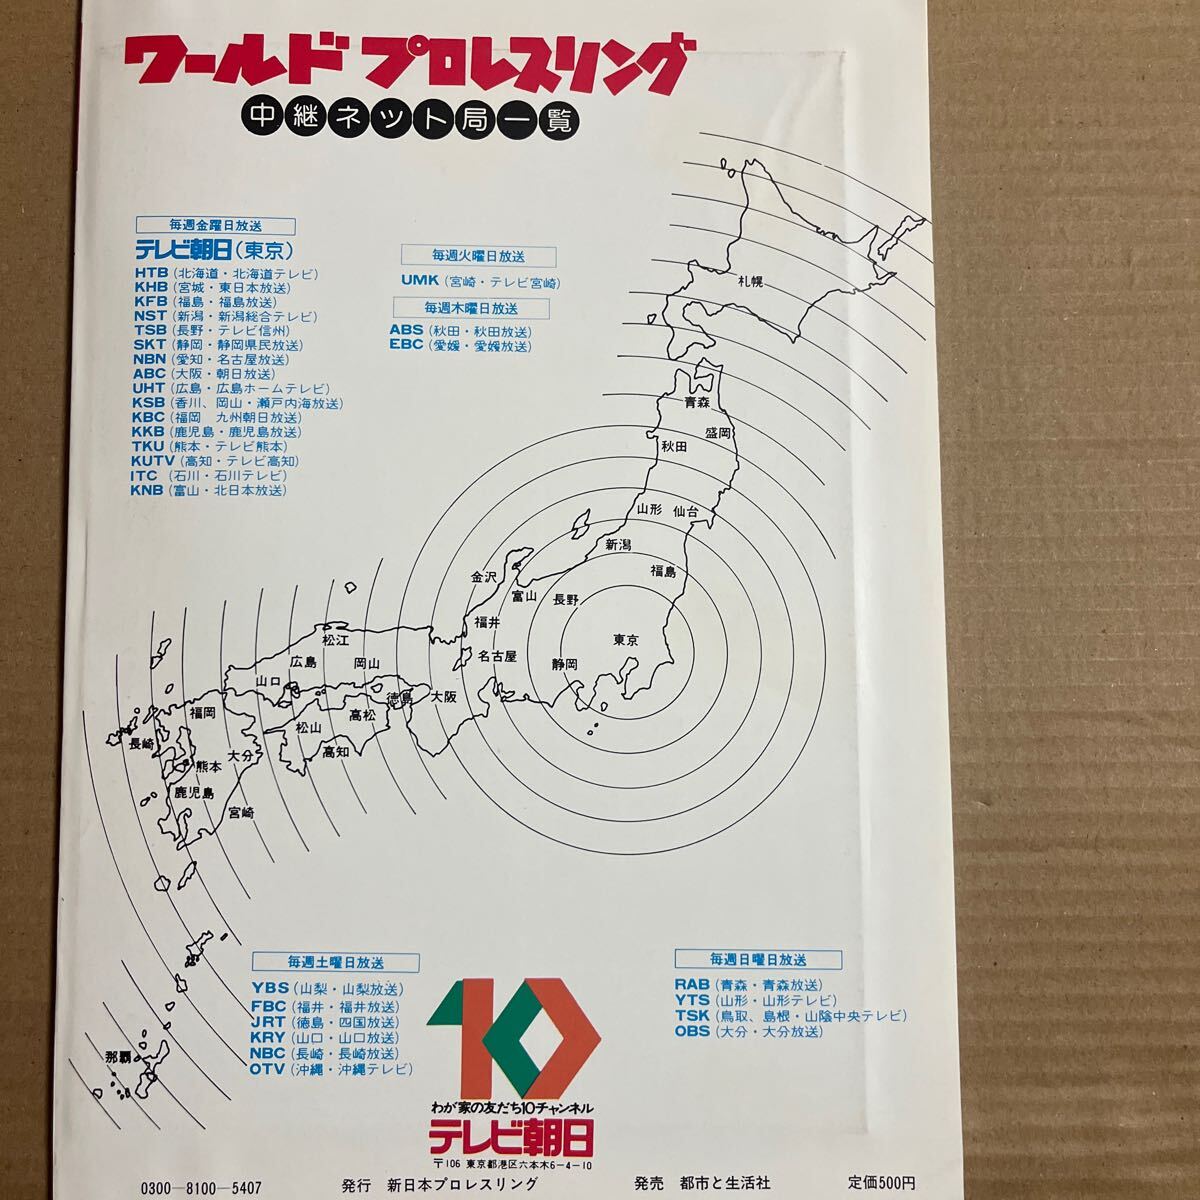 ワールドプロレスリング
中継ネット局一覧
毎週金曜日放送
テレビ朝日(東京)
HTB(北海道・北海道テレビ)
KHB(宮城・東日本放送)
KFB(福島・福島放送)
NST(新潟・新潟総合テレビ)
TSB(長野・テレビ信州)
SKT(静岡・静岡県民放送)
NBN(愛知・名古屋放送)
ABC(大阪・朝日放送)
UHT(広島・広島ホームテレビ)
KSB(香川、岡山・瀬戸内海放送)
KBC(福岡 九州朝日放送)
KKB(鹿児島・鹿児島放送)
TKU(熊本・テレビ熊本)
KUTV(高知・テレビ高知)
ITC(石川・石川テレビ)
KNB(富山・北日本放送)
毎週火曜日放送
UMK(宮崎・テレビ宮崎)
毎週木曜日放送
ABS(秋田・秋田放送)
EBC(愛媛・愛媛放送)
札幌
青森
盛岡
秋田
山形
仙台
新潟
福島
金沢
富山
長野
福井
東京
名古屋
静岡
松江
広島
岡山
山口
徳島
大阪
福岡
高松
松山
長崎
大分
高知
熊本
鹿児島
宮崎
那覇
毎週土曜日放送
YBS(山梨・山梨放送)
FBC(福井・福井放送)
JRT(徳島・四国放送)
KRY(山口・山口放送)
NBC(長崎・長崎放送)
OTV(沖縄・沖縄テレビ)
毎週日曜日放送
RAB(青森・青森放送)
YTS(山形・山形テレビ)
TSK(鳥取、島根・山陰中央テレビ)
OBS(大分・大分放送)
10
わが家の友だち10チャンネル
テレビ朝日
〒106 東京都港区六本木6-4-10
0300-8100-5407
発行 新日本プロレスリング
発売 都市と生活社
定価500円